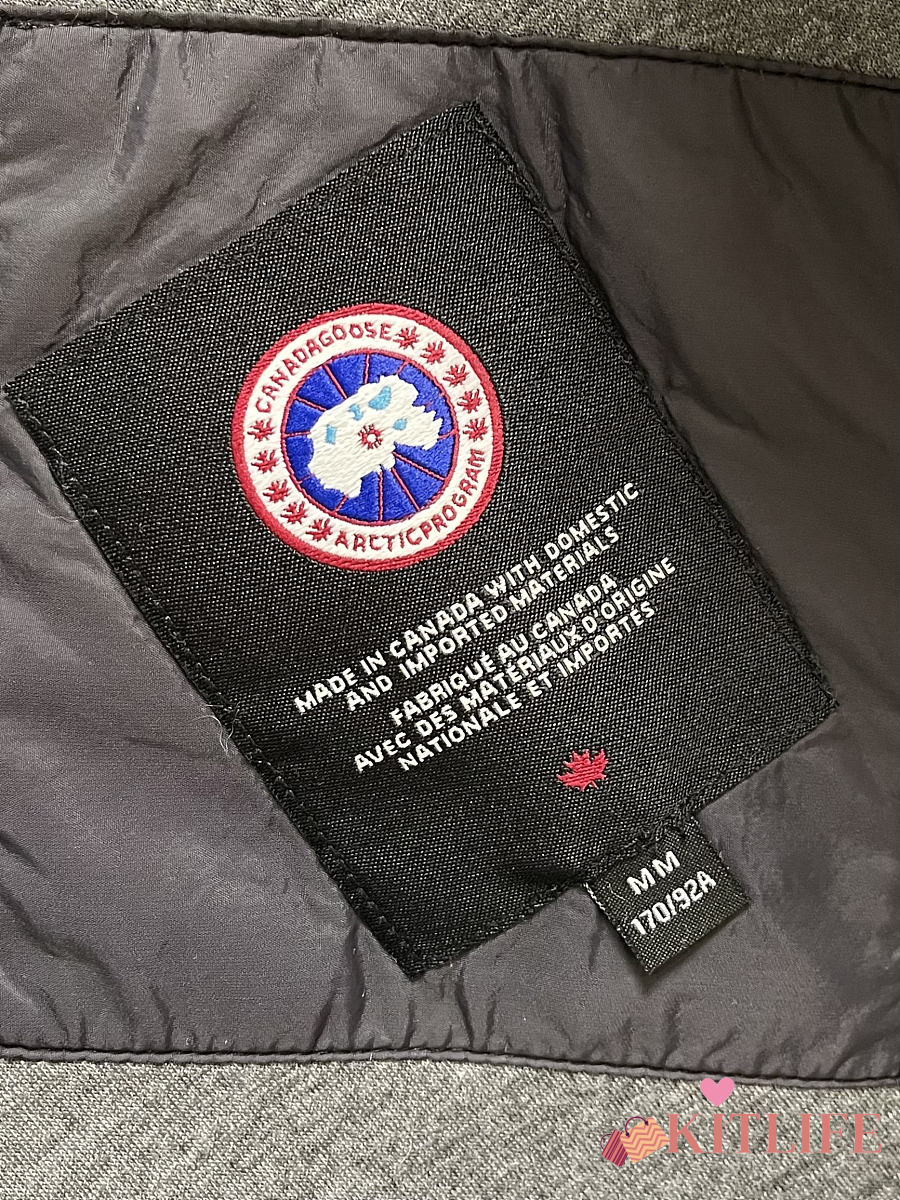 CANADA GOOSE
ARCTIC PROGRAM
MADE IN CANADA WITH DOMESTIC
AND IMPORTED MATERIALS
FABRIQUÉ AU CANADA
AVEC DES MATÉRIAUX D'ORIGINE
NATIONALE ET IMPORTÉS
M M
170/92A
KITLIFE